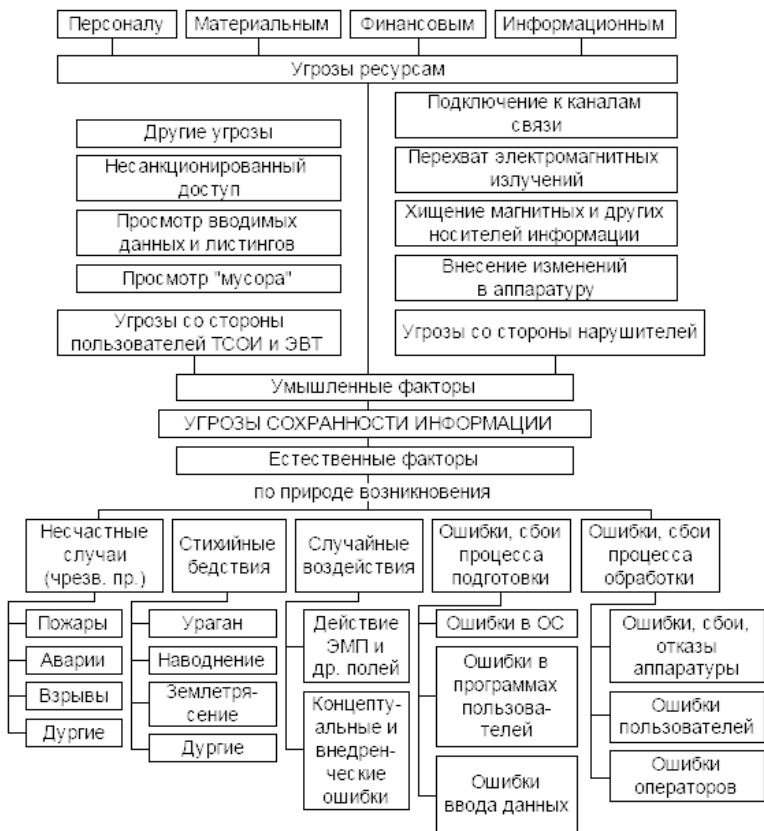 Персоналу
Материальным
Финансовым
Информационным
Угрозы ресурсам
Другие угрозы
Несанкционированный
доступ
Просмотр вводимых
данных и листингов
Просмотр "мусора"
Угрозы со стороны
пользователей ТСОИ и ЭВТ
Подключение к каналам
связи
Перехват электромагнитных
излучений
Хищение магнитных и других
носителей информации
Внесение изменений
в аппаратуру
Угрозы со стороны нарушителей
Умышленные факторы
УГРОЗЫ СОХРАННОСТИ ИНФОРМАЦИИ
Естественные факторы
по природе возникновения
Несчастные
случаи
(чрезв. пр.)
Пожары
Аварии
Взрывы
Дургие
Стихийные
бедствия
Ураган
Наводнение
Землетря-
сение
Дургие
Случайные
воздействия
Действие
ЭМП и
др. полей
Концепту-
альные и
внедрен-
ческие
ошибки
Ошибки, сбои
процесса
подготовки
Ошибки в ОС
Ошибки в
программах
пользова-
телей
Ошибки
ввода данных
Ошибки, сбои
процесса
обработки
Ошибки, сбои,
отказы
аппаратуры
Ошибки
пользователей
Ошибки
операторов